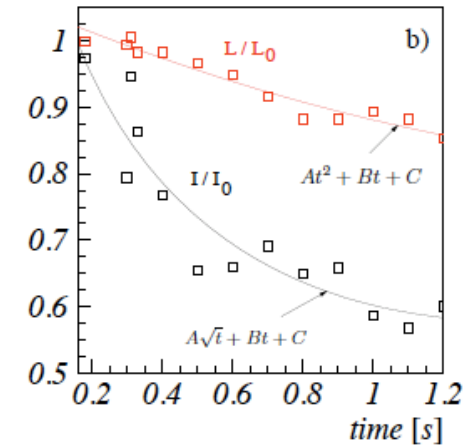 b)
1
0.9
0.8
0.7
0.6
0.5
L / L₀
I / I₀
At² + Bt + C
A√t + Bt + C
0.2 0.4 0.6 0.8 1 1.2
time [s]